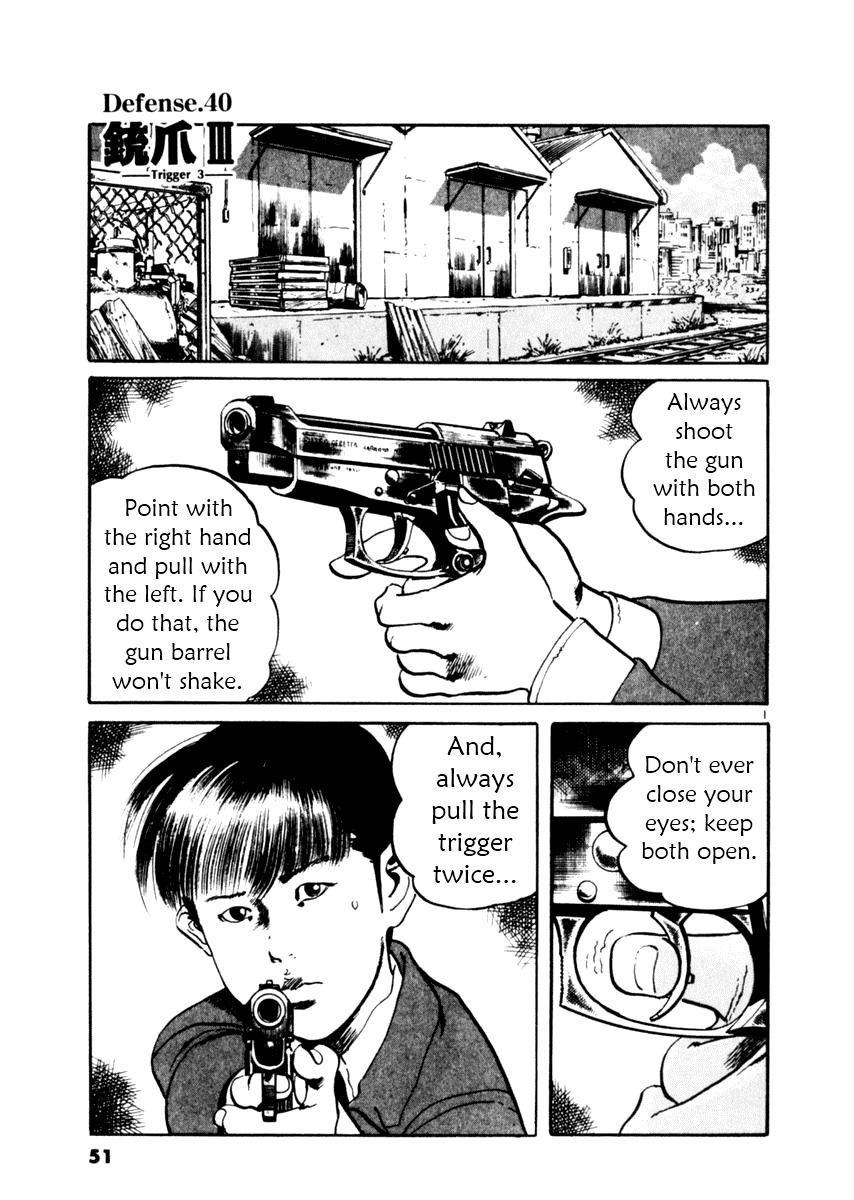 Defense.40
銃爪 III
Trigger 3
Always
shoot
the gun
with both
hands...
Point with
the right hand
and pull with
the left. If you
do that, the
gun barrel
won't shake.
BERETTA
Don't ever
close your
eyes; keep
both open.
And,
always
pull the
trigger
twice...
51